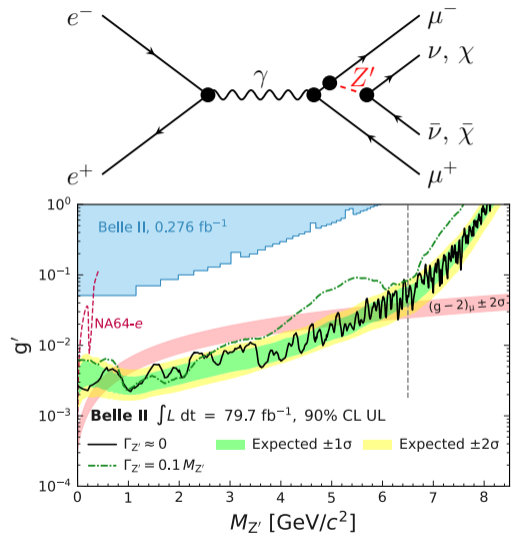 e⁻ μ⁻
ν, χ
γ Z′
ν̄, χ̄
e⁺ μ⁺
10⁰
Belle II, 0.276 fb⁻¹
10⁻¹
NA64-e
(g−2)μ ± 2σ
g′
10⁻²
10⁻³
Belle II ∫L dt = 79.7 fb⁻¹, 90% CL UL
Γ_Z′ ≈ 0 Expected ±1σ Expected ±2σ
Γ_Z′ = 0.1 M_Z′
10⁻⁴
0 1 2 3 4 5 6 7 8
M_Z′ [GeV/c²]